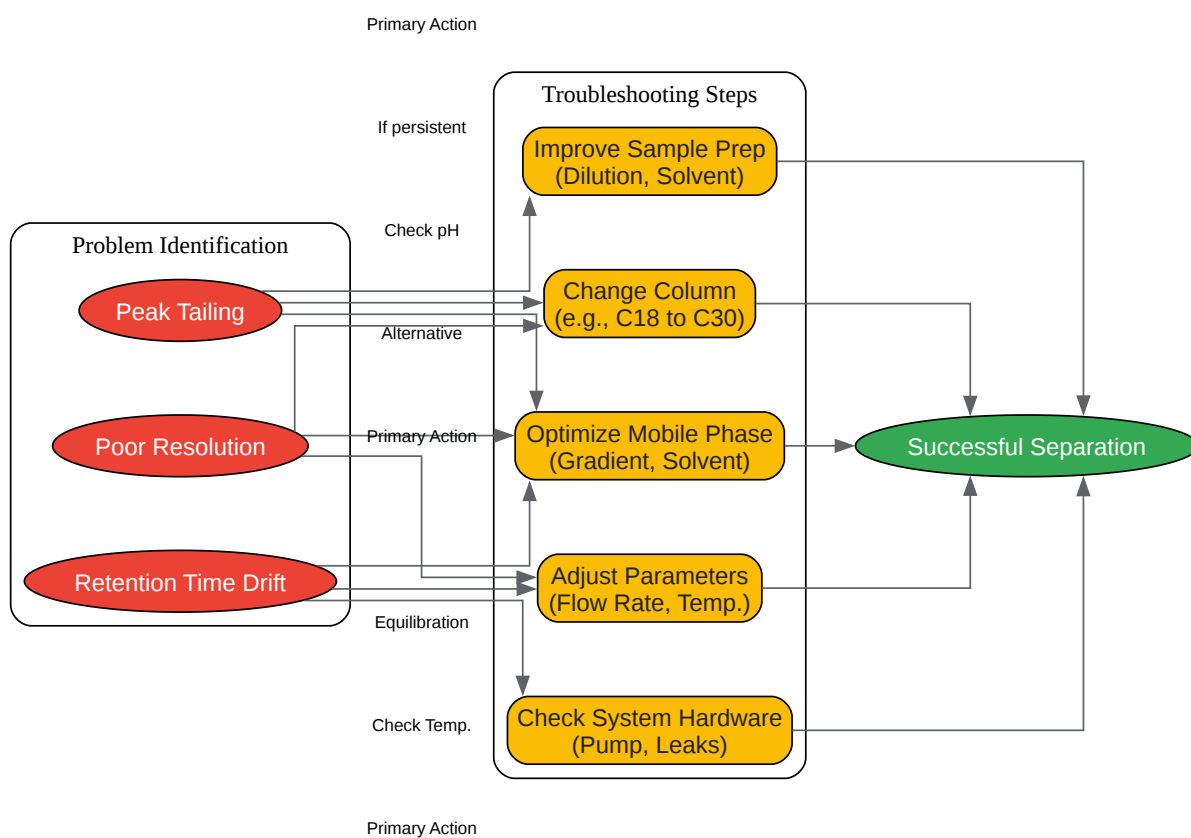 Primary Action
Troubleshooting Steps
If persistent
Improve Sample Prep
(Dilution, Solvent)
Check pH
Problem Identification
Peak Tailing
Change Column
(e.g., C18 to C30)
Alternative
Poor Resolution
Primary Action
Optimize Mobile Phase
(Gradient, Solvent)
Successful Separation
Retention Time Drift
Adjust Parameters
(Flow Rate, Temp.)
Equilibration
Check Temp.
Check System Hardware
(Pump, Leaks)
Primary Action